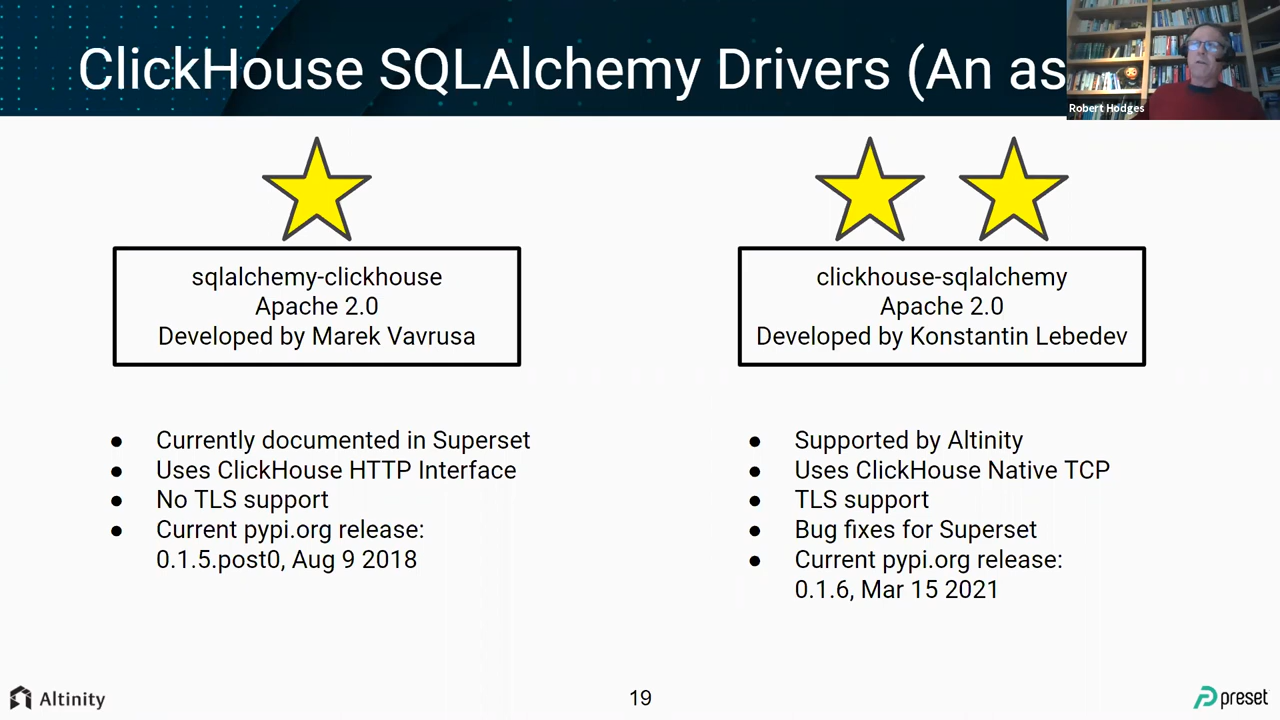 ClickHouse SQLAlchemy Drivers (An as
Robert Hodges
sqlalchemy-clickhouse
Apache 2.0
Developed by Marek Vavrusa
● Currently documented in Superset
● Uses ClickHouse HTTP Interface
● No TLS support
● Current pypi.org release:
0.1.5.post0, Aug 9 2018
clickhouse-sqlalchemy
Apache 2.0
Developed by Konstantin Lebedev
● Supported by Altinity
● Uses ClickHouse Native TCP
● TLS support
● Bug fixes for Superset
● Current pypi.org release:
0.1.6, Mar 15 2021
Altinity
19
preset